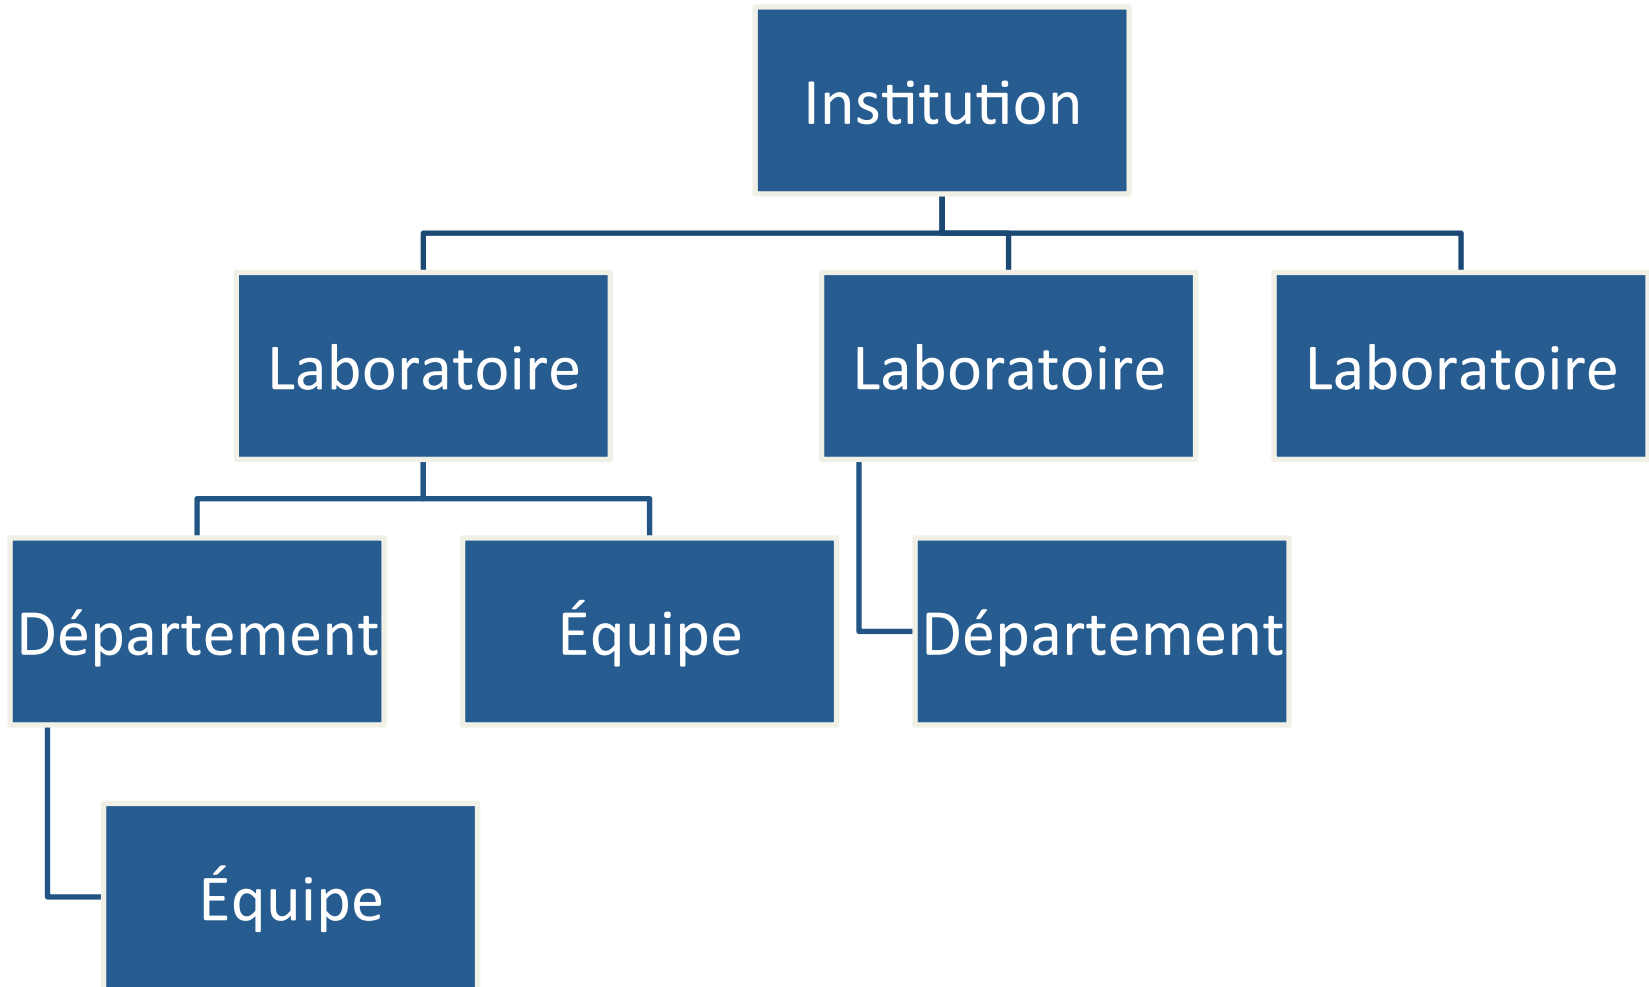 Institution
Laboratoire
Laboratoire
Laboratoire
Département
Équipe
Département
Équipe